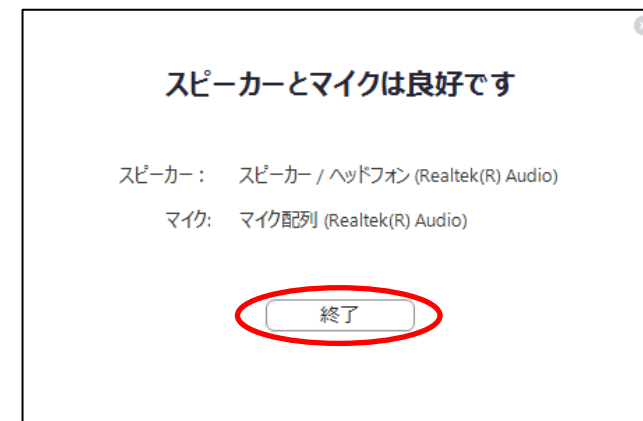 スピーカーとマイクは良好です
スピーカー : スピーカー / ヘッドフォン (Realtek(R) Audio)
マイク: マイク配列 (Realtek(R) Audio)
終了